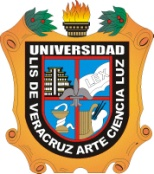 UNIVERSIDAD
LIS DE VERACRUZ ARTE CIENCIA LUZ
LUX